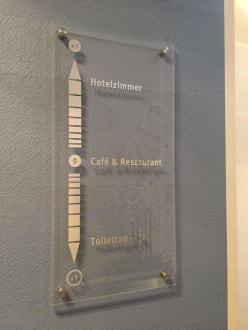 +1
Hotelzimmer
0
Café & Restaurant
Toiletten
-1